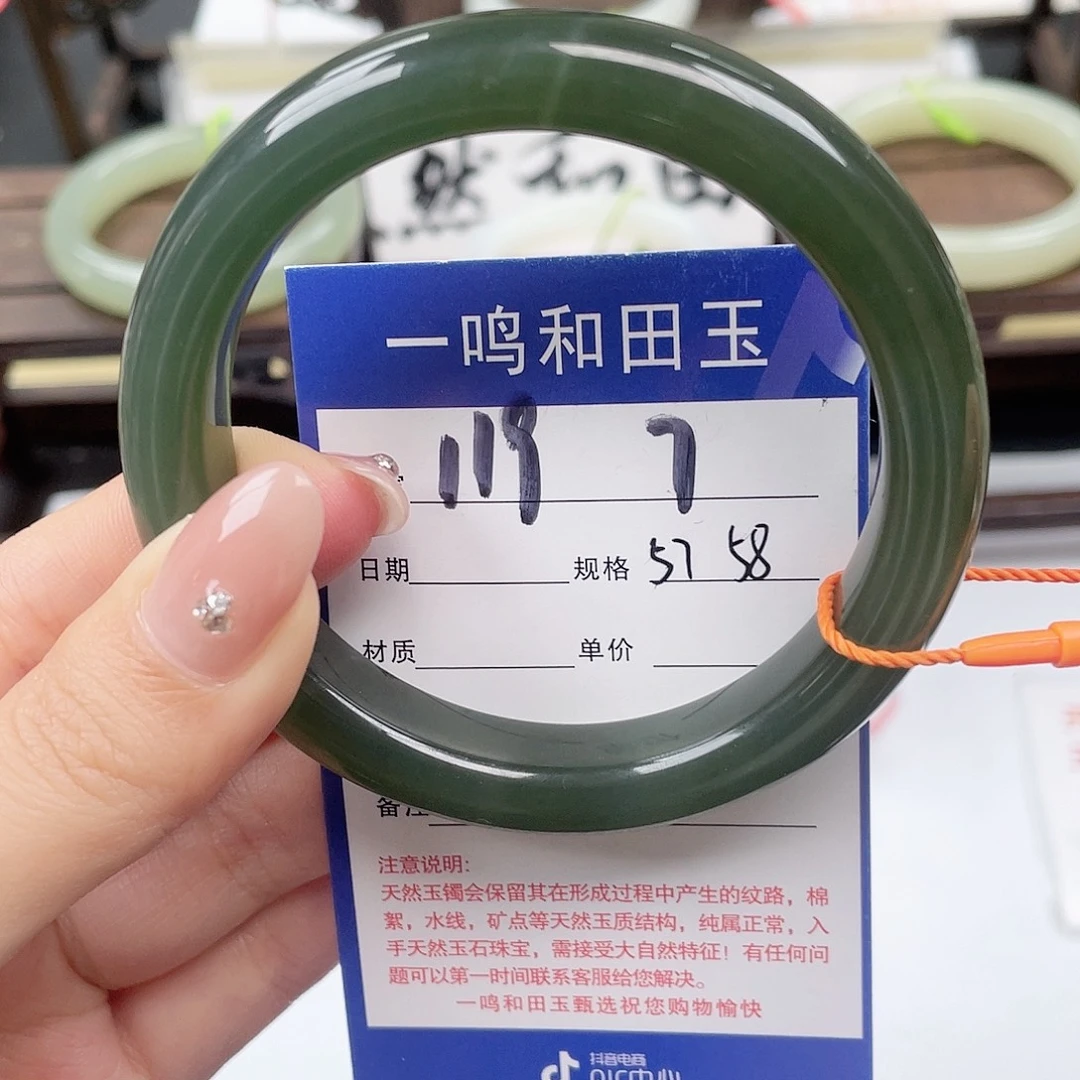 然和田
一鸣和田玉
119 7
日期 规格 57 58
材质 单价
备注
注意说明:
天然玉镯会保留其在形成过程中产生的纹路，棉
絮，水线，矿点等天然玉质结构，纯属正常，入
手天然玉石珠宝，需接受大自然特征！有任何问
题可以第一时间联系客服给您解决。
一鸣和田玉甄选祝您购物愉快
抖音电商